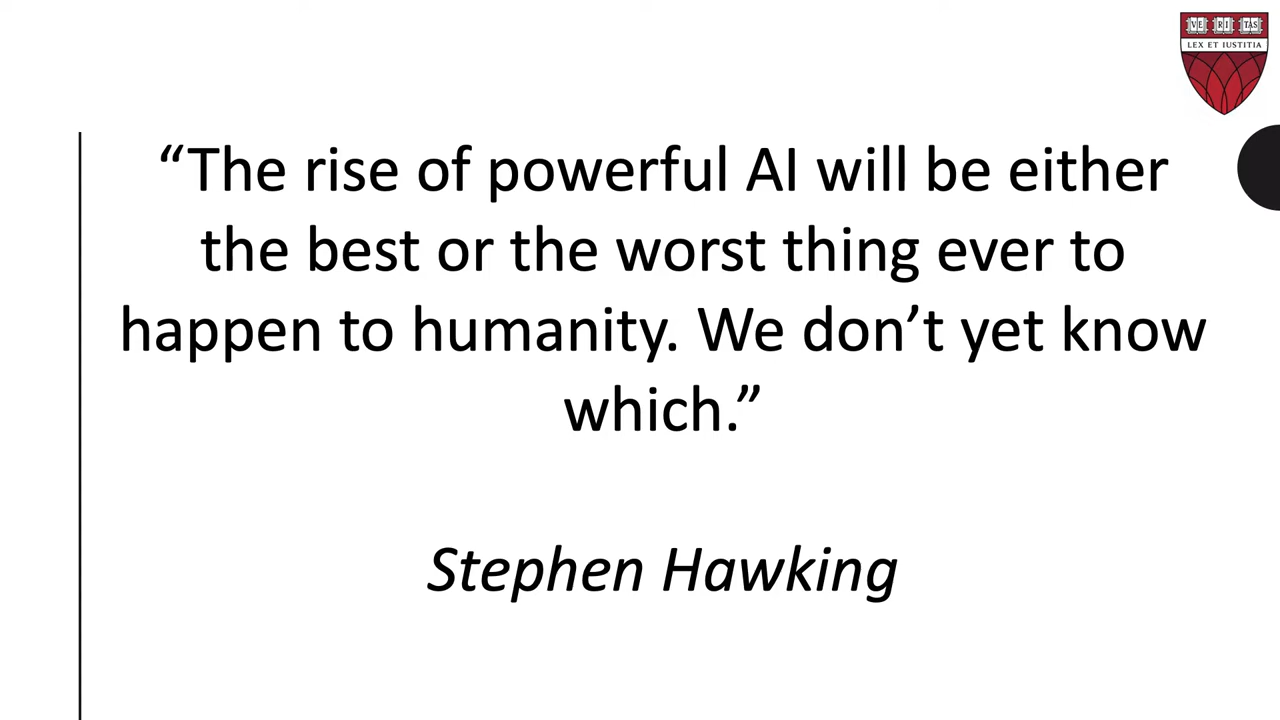 VE RI TAS
LEX ET IUSTITIA
“The rise of powerful AI will be either
the best or the worst thing ever to
happen to humanity. We don’t yet know
which.”
Stephen Hawking